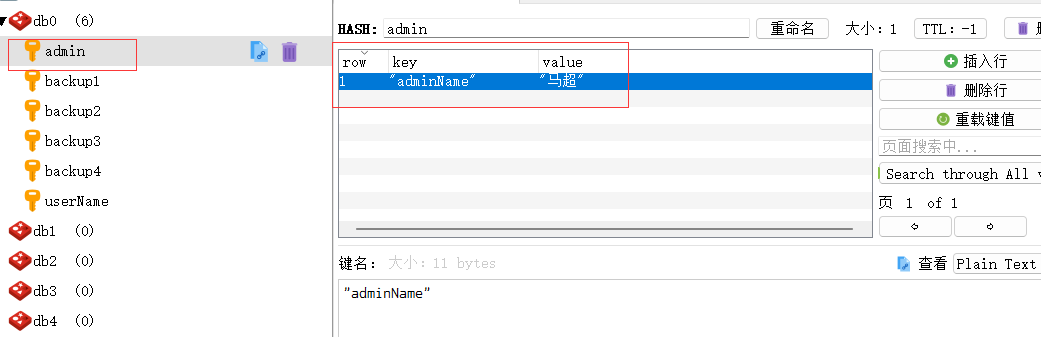 db0 (6)
admin
backup1
backup2
backup3
backup4
userName
db1 (0)
db2 (0)
db3 (0)
db4 (0)
HASH: admin 重命名 大小: 1 TTL: -1
row key value
1 "adminName" "马超"
插入行
删除行
重载键值
页面搜索中...
Search through All
页 1 of 1
键名: 大小: 11 bytes 查看 Plain Text
"adminName"